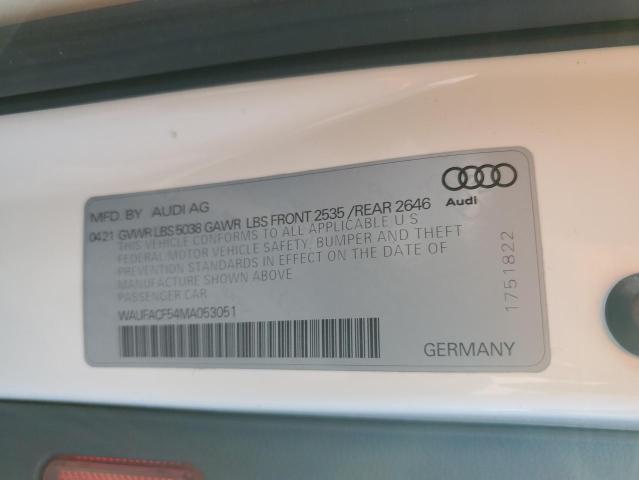 MFD. BY AUDI AG
0421 GVWR LBS 5038 GAWR LBS FRONT 2535 /REAR 2646
THIS VEHICLE CONFORMS TO ALL APPLICABLE U S
FEDERAL MOTOR VEHICLE SAFETY, BUMPER AND THEFT
PREVENTION STANDARDS IN EFFECT ON THE DATE OF
MANUFACTURE SHOWN ABOVE
PASSENGER CAR
WAUFACF54MA053051
Audi
1751822
GERMANY